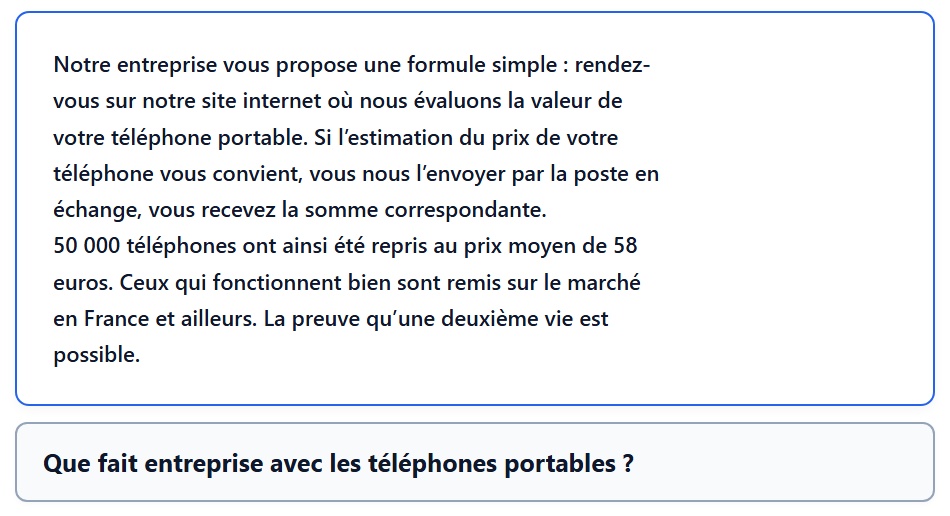 Notre entreprise vous propose une formule simple : rendez-
vous sur notre site internet où nous évaluons la valeur de
votre téléphone portable. Si l’estimation du prix de votre
téléphone vous convient, vous nous l’envoyer par la poste en
échange, vous recevez la somme correspondante.
50 000 téléphones ont ainsi été repris au prix moyen de 58
euros. Ceux qui fonctionnent bien sont remis sur le marché
en France et ailleurs. La preuve qu’une deuxième vie est
possible.
Que fait entreprise avec les téléphones portables ?